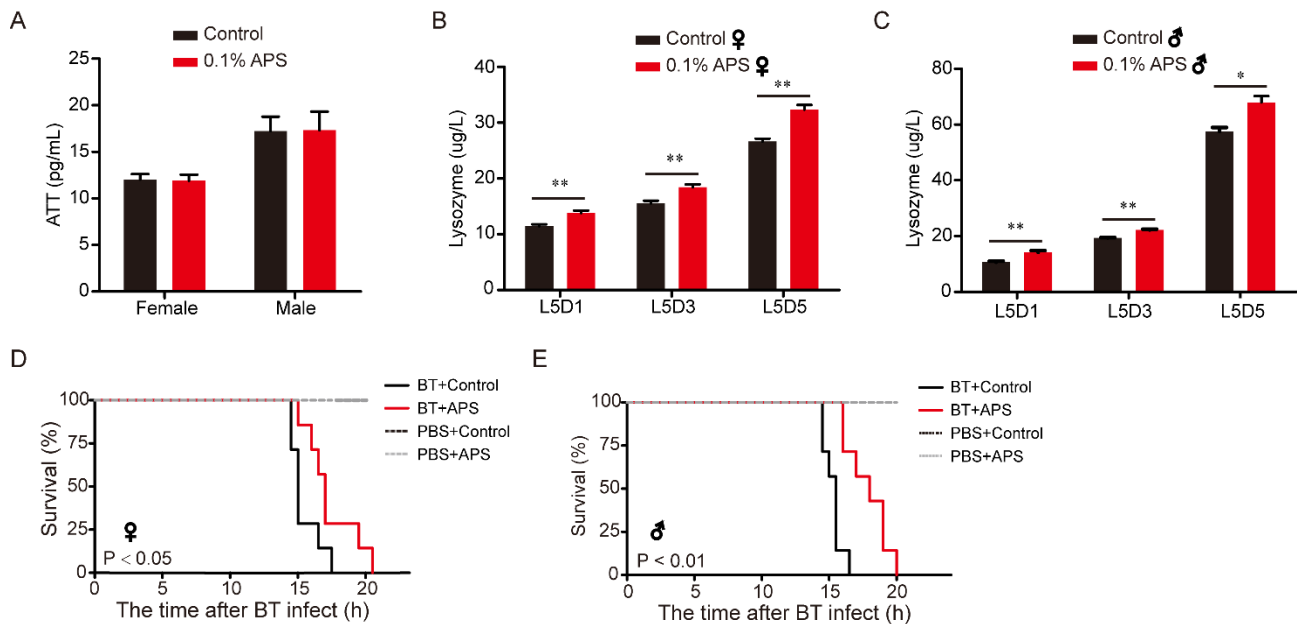 A
Control
0.1% APS
ATT (pg/mL)
25
20
15
10
5
0
Female
Male
B
Control ♀
0.1% APS ♀
Lysozyme (ug/L)
40
30
20
10
0
**
**
**
L5D1
L5D3
L5D5
C
Control ♂
0.1% APS ♂
Lysozyme (ug/L)
80
60
40
20
0
**
**
*
L5D1
L5D3
L5D5
D
BT+Control
BT+APS
PBS+Control
PBS+APS
Survival (%)
100
75
50
25
0
♀
P < 0.05
0
5
10
15
20
The time after BT infect (h)
E
BT+Control
BT+APS
PBS+Control
PBS+APS
Survival (%)
100
75
50
25
0
♂
P < 0.01
0
5
10
15
20
The time after BT infect (h)